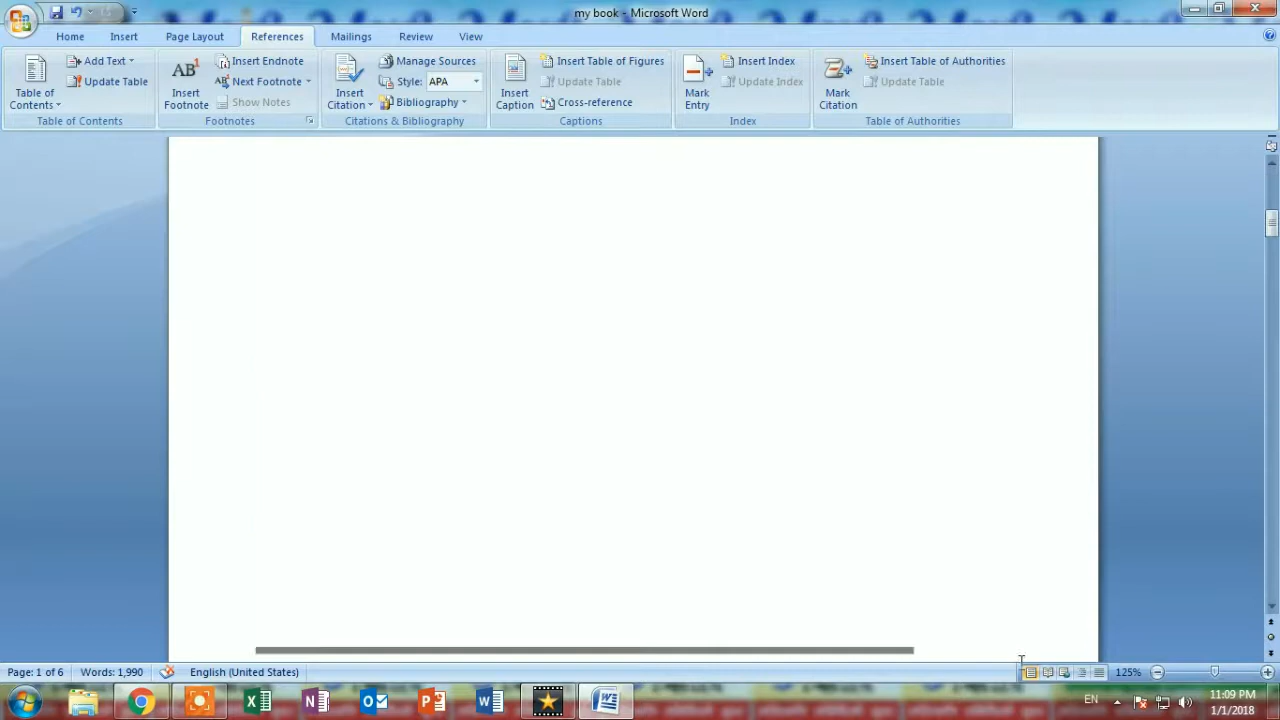 my book - Microsoft Word
Home Insert Page Layout References Mailings Review View
Table of Contents
Add Text
Update Table
Table of Contents
AB1
Insert Footnote
Insert Endnote
Next Footnote
Show Notes
Footnotes
Insert Citation
Manage Sources
Style: APA
Bibliography
Citations & Bibliography
Insert Caption
Insert Table of Figures
Update Table
Cross-reference
Captions
Mark Entry
Insert Index
Update Index
Index
Mark Citation
Insert Table of Authorities
Update Table
Table of Authorities
Page: 1 of 6 Words: 1,990 English (United States) 125%
EN 11:09 PM
1/1/2018